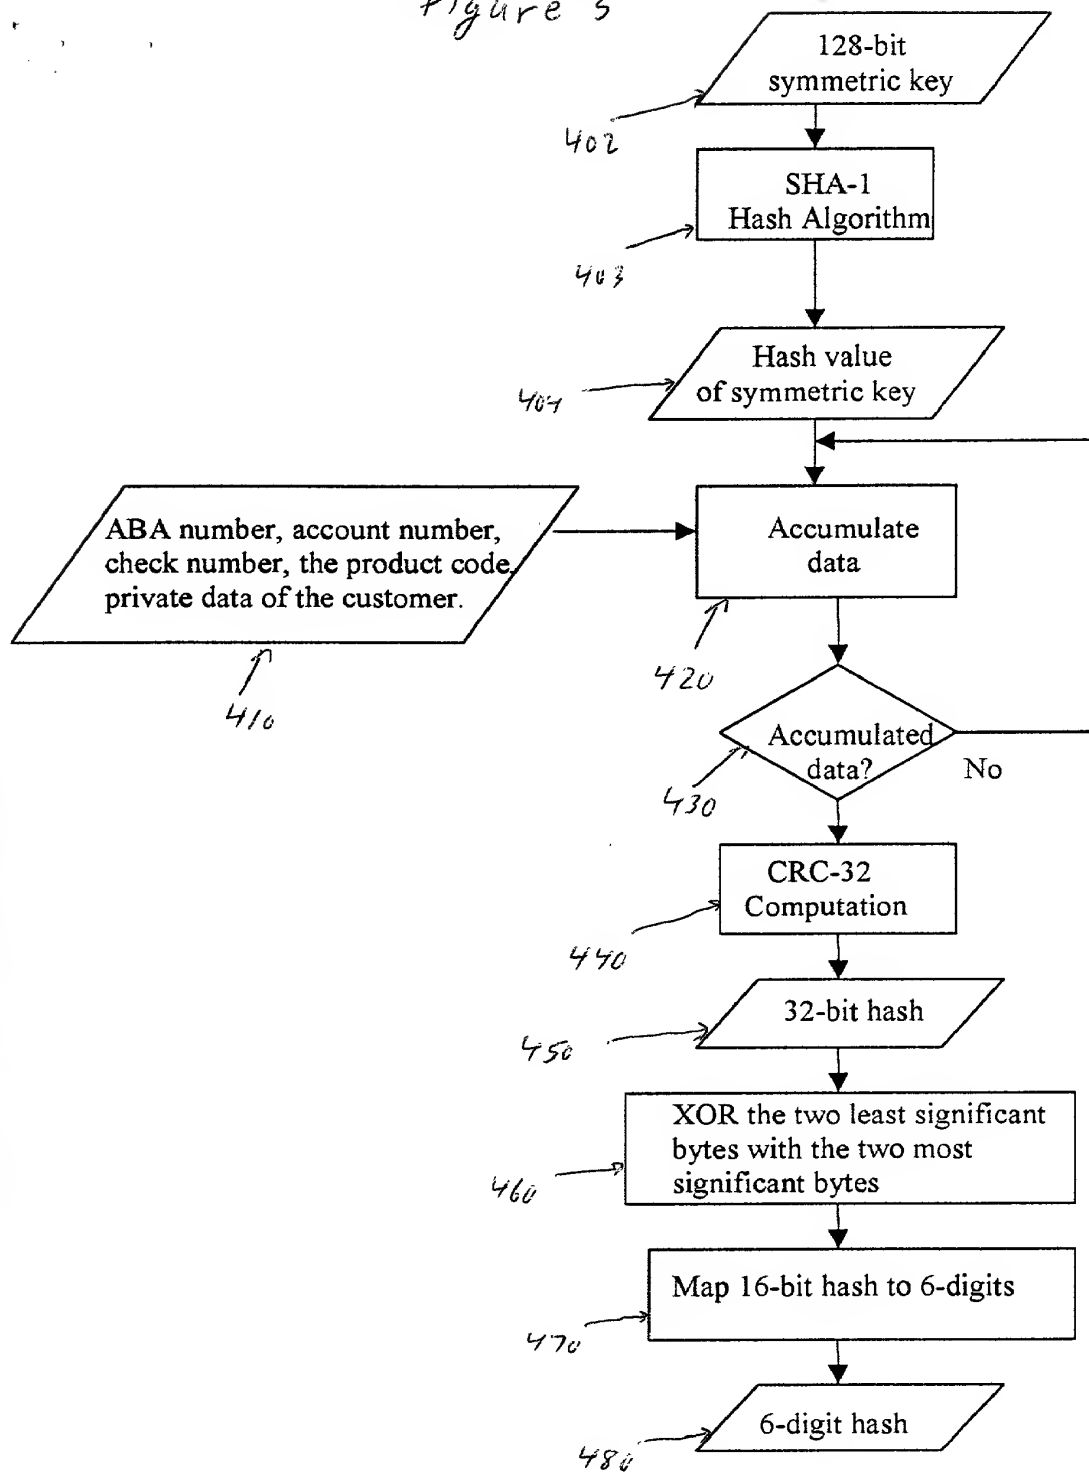 Figure 5
128-bit
symmetric key
402
SHA-1
Hash Algorithm
403
Hash value
of symmetric key
404
ABA number, account number,
check number, the product code,
private data of the customer.
410
Accumulate
data
420
Accumulated
data?
No
430
CRC-32
Computation
440
32-bit hash
450
XOR the two least significant
bytes with the two most
significant bytes
460
Map 16-bit hash to 6-digits
470
6-digit hash
480